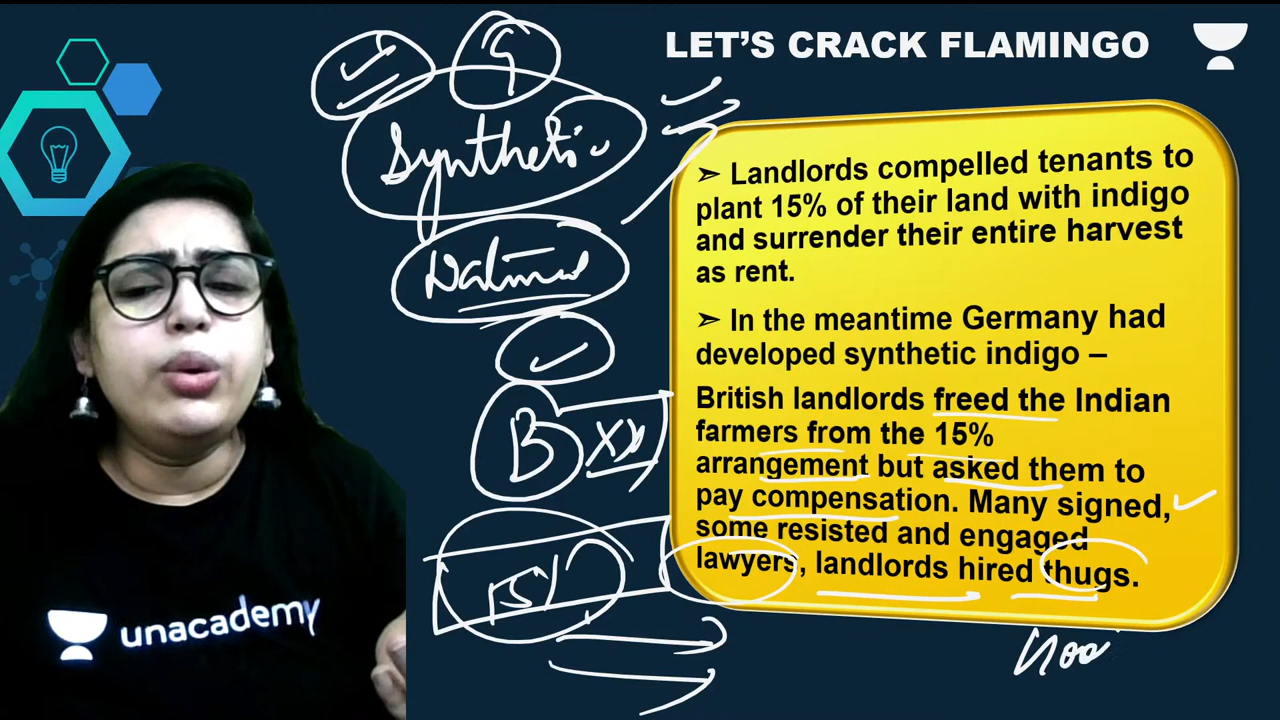 LET'S CRACK FLAMINGO
G
Synthetic
➢ Landlords compelled tenants to
plant 15% of their land with indigo
and surrender their entire harvest
as rent.
➢ In the meantime Germany had
developed synthetic indigo –
British landlords freed the Indian
farmers from the 15%
arrangement but asked them to
pay compensation. Many signed,
some resisted and engaged
lawyers, landlords hired thugs.
B xx
15%
unacademy